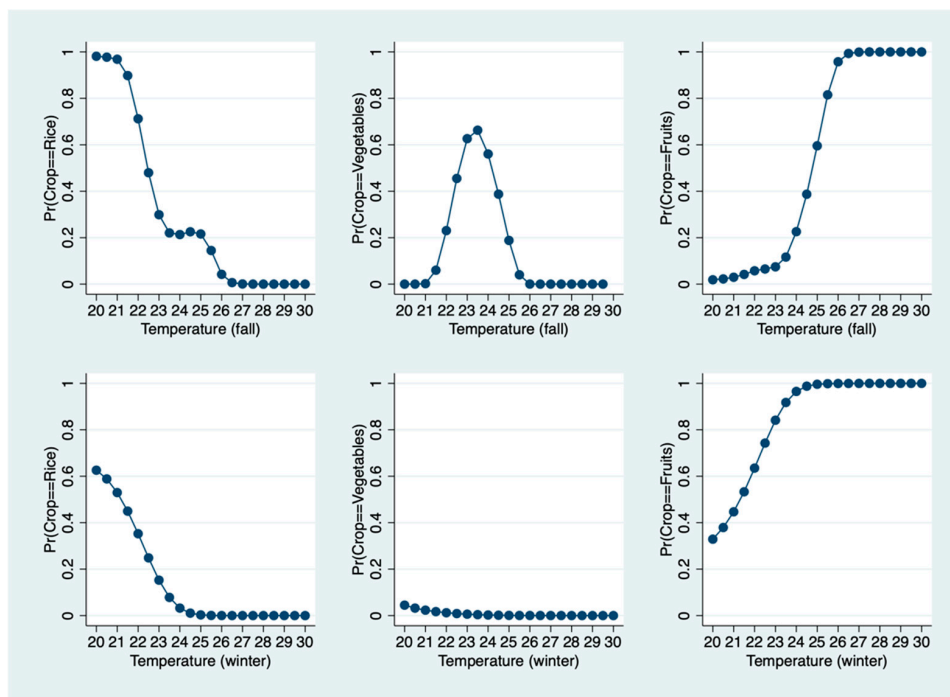 Pr(Crop==Rice)
1
0.8
0.6
0.4
0.2
0
20 21 22 23 24 25 26 27 28 29 30
Temperature (fall)
Pr(Crop==Vegetables)
1
0.8
0.6
0.4
0.2
0
20 21 22 23 24 25 26 27 28 29 30
Temperature (fall)
Pr(Crop==Fruits)
1
0.8
0.6
0.4
0.2
0
20 21 22 23 24 25 26 27 28 29 30
Temperature (fall)
Pr(Crop==Rice)
1
0.8
0.6
0.4
0.2
0
20 21 22 23 24 25 26 27 28 29 30
Temperature (winter)
Pr(Crop==Vegetables)
1
0.8
0.6
0.4
0.2
0
20 21 22 23 24 25 26 27 28 29 30
Temperature (winter)
Pr(Crop==Fruits)
1
0.8
0.6
0.4
0.2
0
20 21 22 23 24 25 26 27 28 29 30
Temperature (winter)